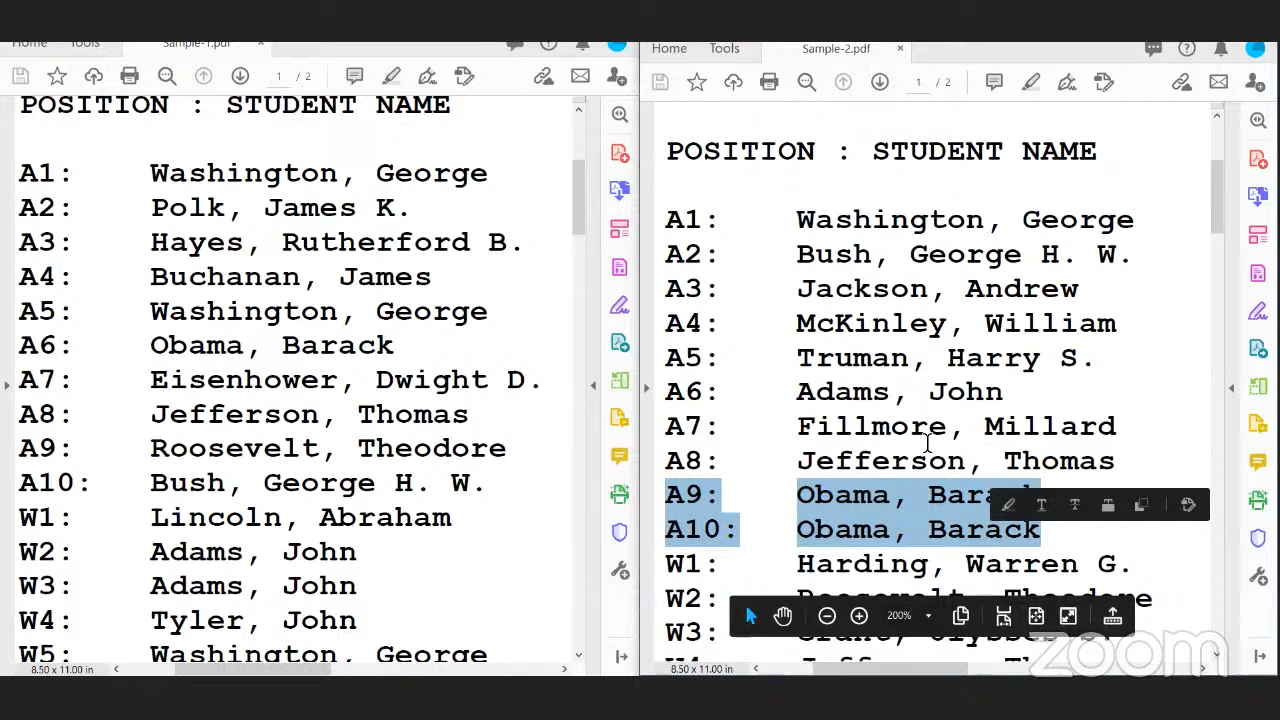 Home Tools Sample-1.pdf ×
1 / 2
POSITION : STUDENT NAME
A1: Washington, George
A2: Polk, James K.
A3: Hayes, Rutherford B.
A4: Buchanan, James
A5: Washington, George
A6: Obama, Barack
A7: Eisenhower, Dwight D.
A8: Jefferson, Thomas
A9: Roosevelt, Theodore
A10: Bush, George H. W.
W1: Lincoln, Abraham
W2: Adams, John
W3: Adams, John
W4: Tyler, John
W5: Washington, George
8.50 x 11.00 in
Home Tools Sample-2.pdf ×
1 / 2
POSITION : STUDENT NAME
A1: Washington, George
A2: Bush, George H. W.
A3: Jackson, Andrew
A4: McKinley, William
A5: Truman, Harry S.
A6: Adams, John
A7: Fillmore, Millard
A8: Jefferson, Thomas
A9: Obama, Barack
A10: Obama, Barack
W1: Harding, Warren G.
W2: Roosevelt, Theodore
200%
W3: Grant, Ulysses
8.50 x 11.00 in
zoom